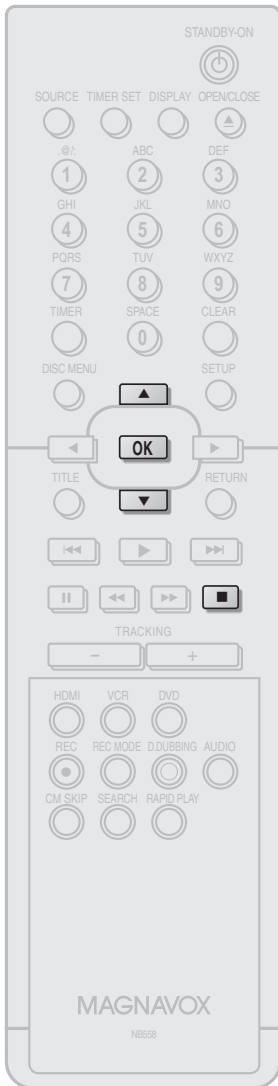 STANDBY-ON
SOURCE TIMER SET DISPLAY OPEN/CLOSE
.@/: ABC DEF
1 2 3
GHI JKL MNO
4 5 6
PQRS TUV WXYZ
7 8 9
TIMER SPACE CLEAR
0
DISC MENU SETUP
OK
TITLE RETURN
TRACKING
− +
HDMI VCR DVD
REC REC MODE D.DUBBING AUDIO
CM SKIP SEARCH RAPID PLAY
MAGNAVOX
NB558